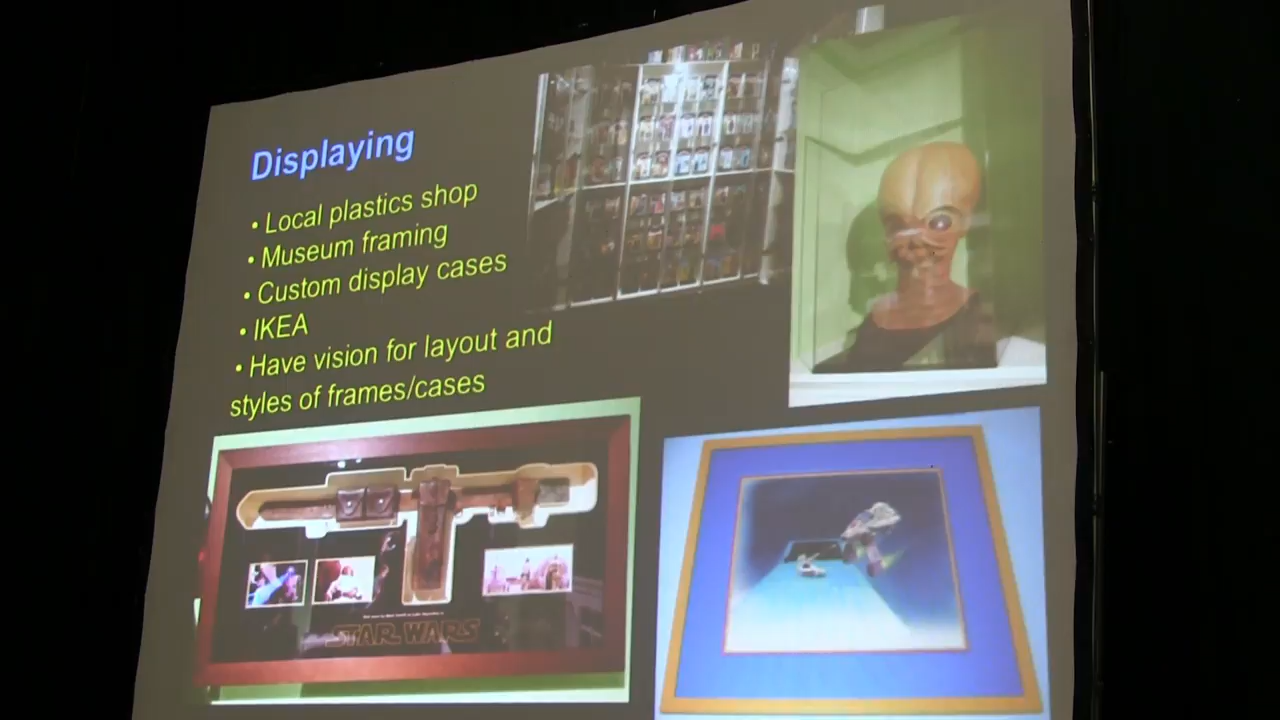 Displaying
• Local plastics shop
• Museum framing
• Custom display cases
• IKEA
• Have vision for layout and
styles of frames/cases
STAR WARS